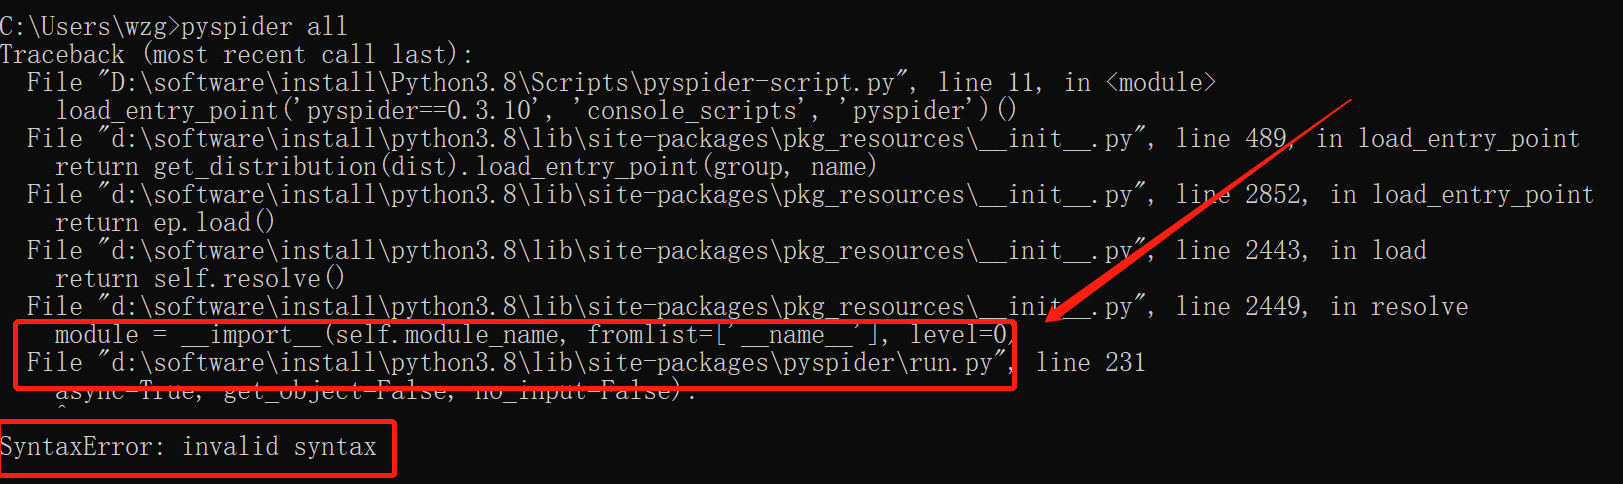 C:\Users\wzg>pyspider all
Traceback (most recent call last):
  File "D:\software\install\Python3.8\Scripts\pyspider-script.py", line 11, in <module>
    load_entry_point('pyspider==0.3.10', 'console_scripts', 'pyspider')()
  File "d:\software\install\python3.8\lib\site-packages\pkg_resources\__init__.py", line 489, in load_entry_point
    return get_distribution(dist).load_entry_point(group, name)
  File "d:\software\install\python3.8\lib\site-packages\pkg_resources\__init__.py", line 2852, in load_entry_point
    return ep.load()
  File "d:\software\install\python3.8\lib\site-packages\pkg_resources\__init__.py", line 2443, in load
    return self.resolve()
  File "d:\software\install\python3.8\lib\site-packages\pkg_resources\__init__.py", line 2449, in resolve
    module = __import__(self.module_name, fromlist=['__name__'], level=0)
  File "d:\software\install\python3.8\lib\site-packages\pyspider\run.py", line 231
    async=True, get_object=False, no_input=False):
    ^
SyntaxError: invalid syntax